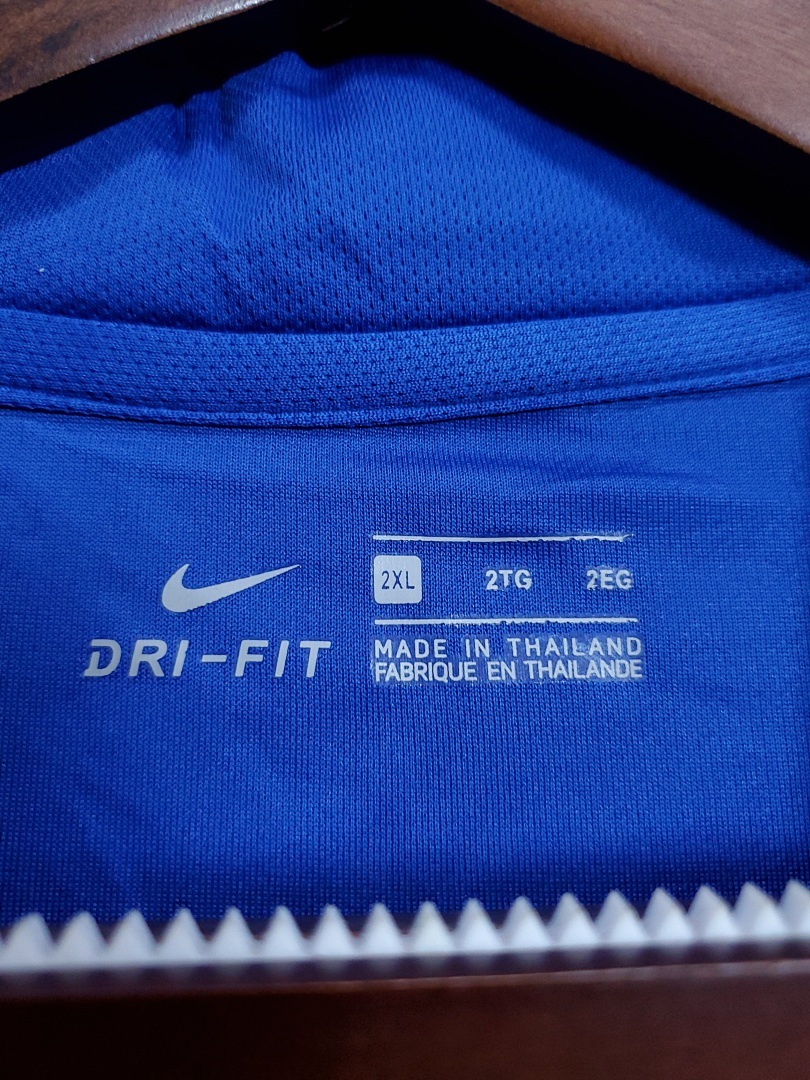 DRI-FIT
2XL 2TG 2EG
MADE IN THAILAND
FABRIQUE EN THAILANDE